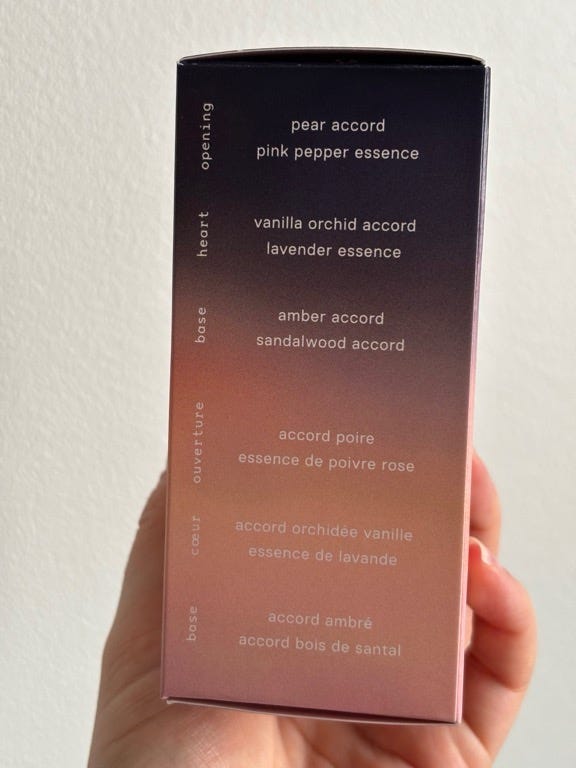 opening
pear accord
pink pepper essence
heart
vanilla orchid accord
lavender essence
base
amber accord
sandalwood accord
ouverture
accord poire
essence de poivre rose
cœur
accord orchidée vanille
essence de lavande
base
accord ambré
accord bois de santal